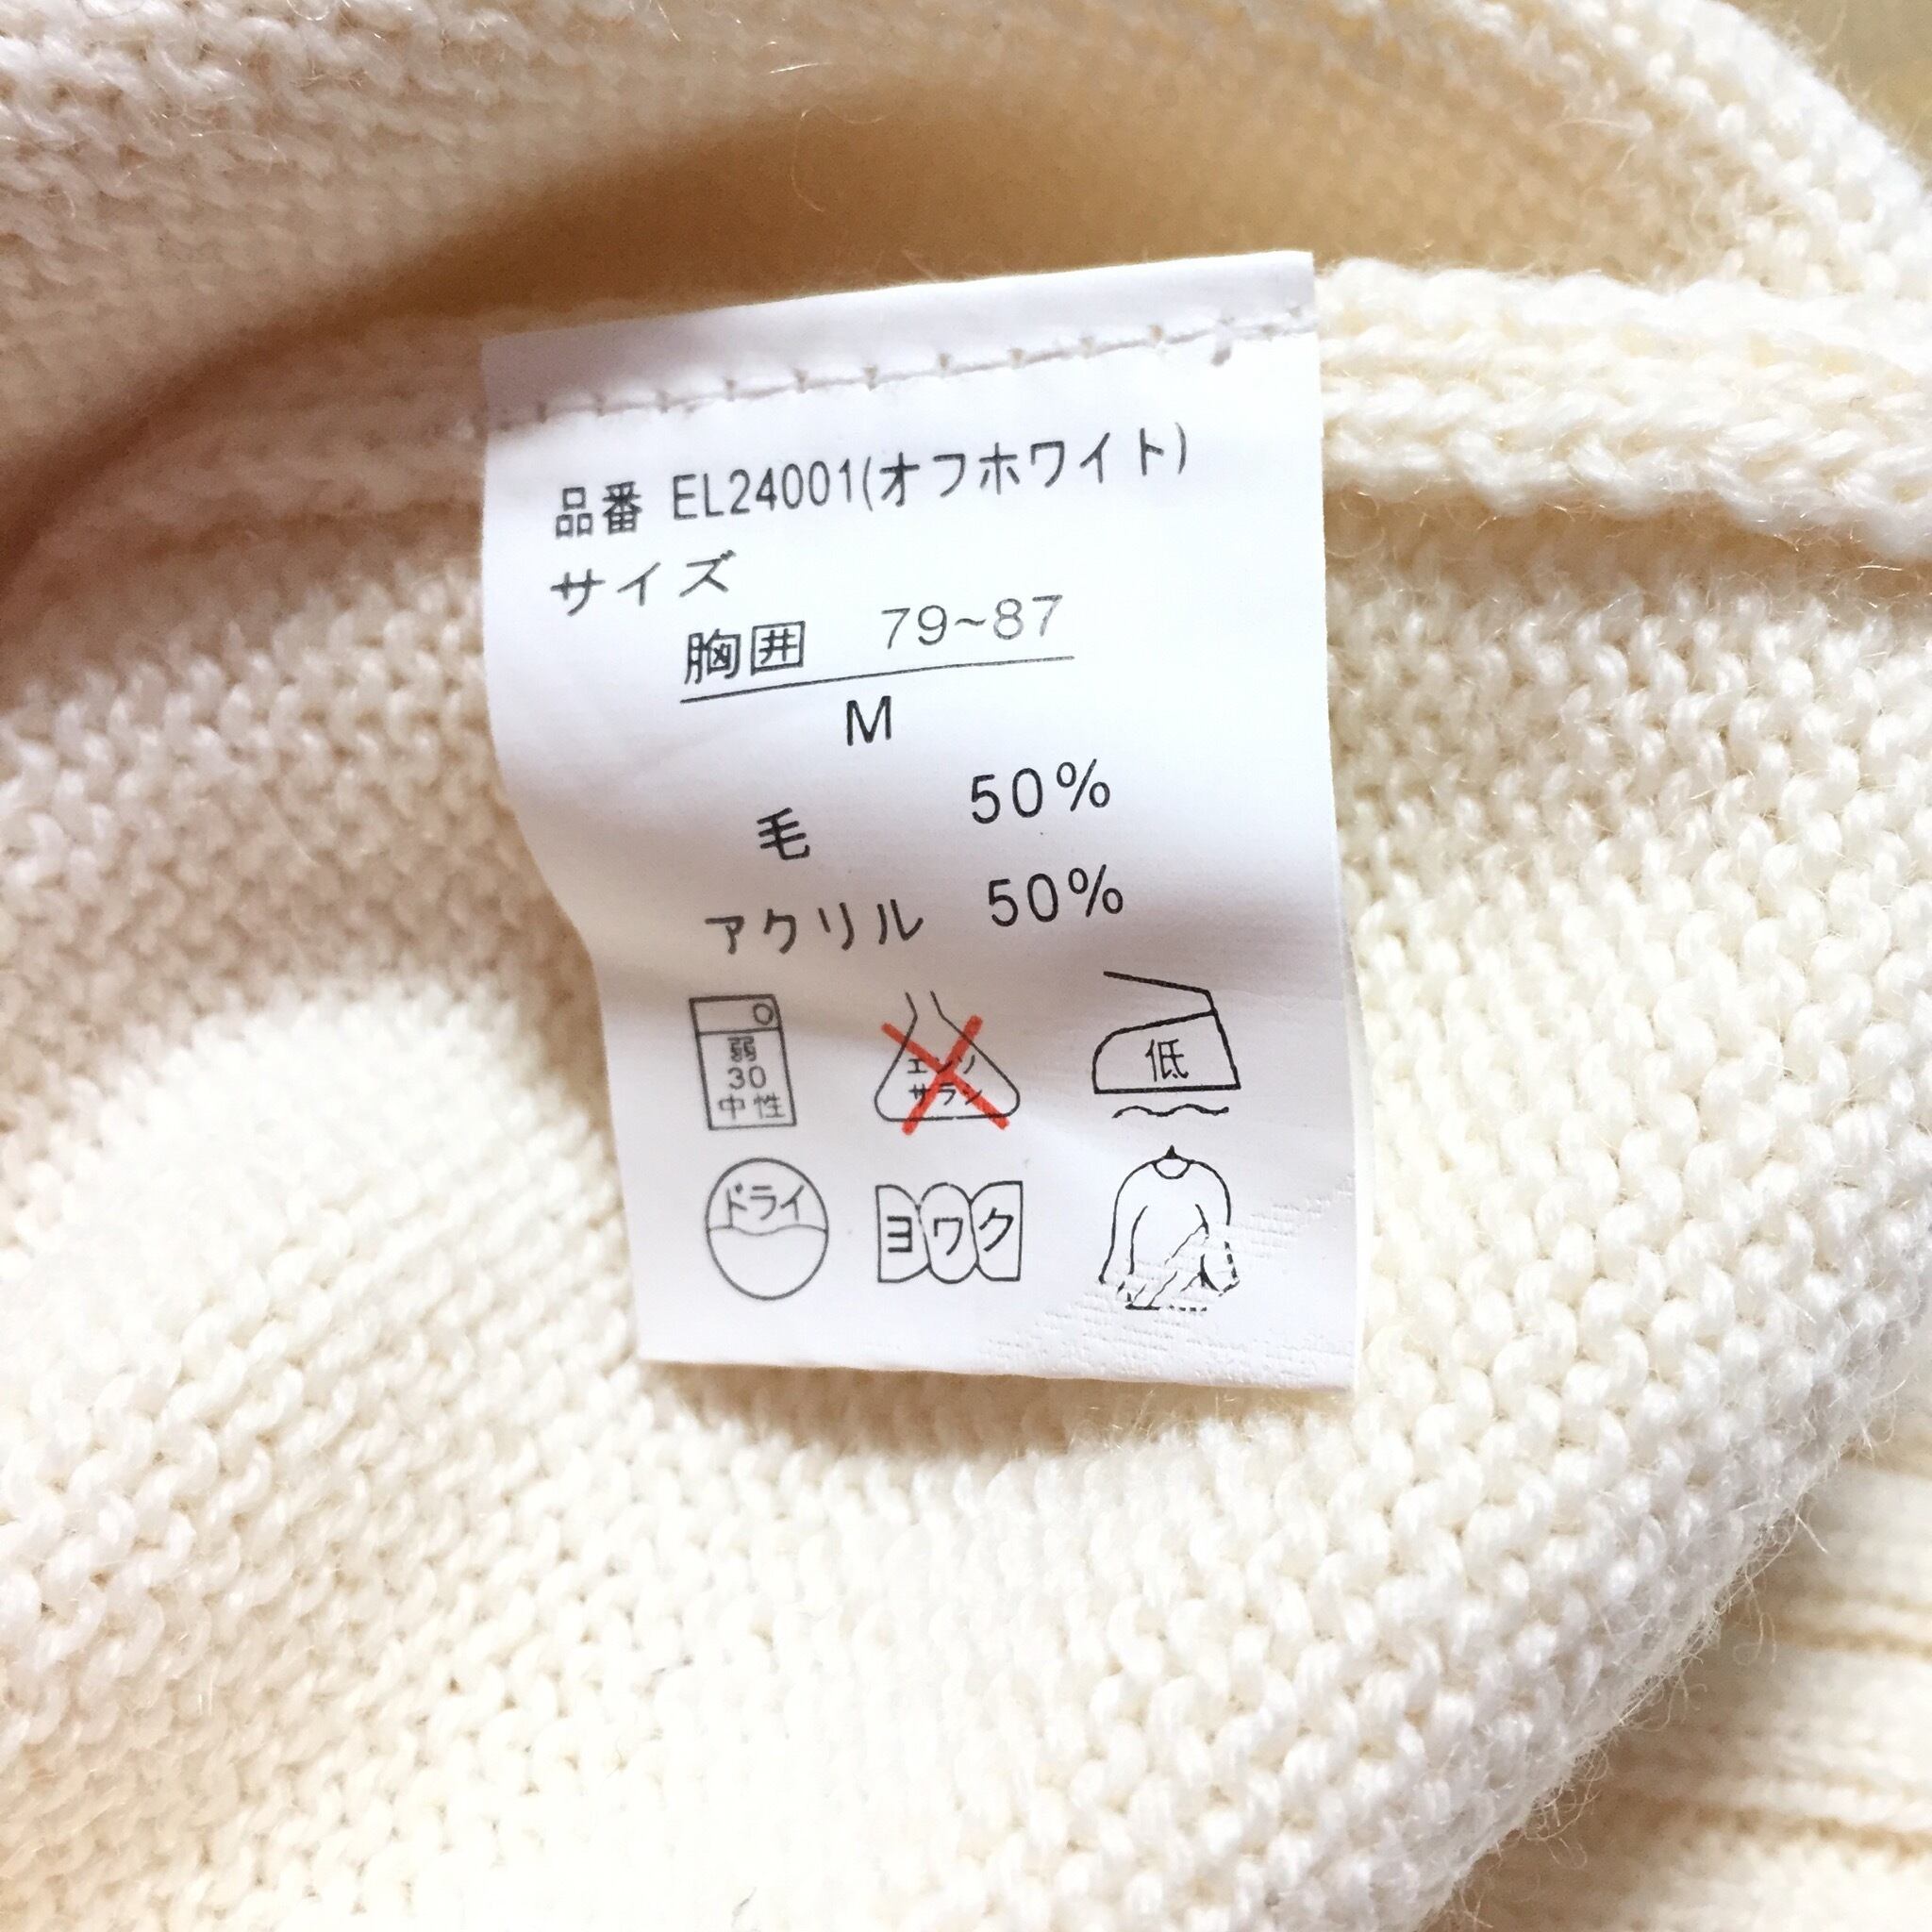 品番 EL24001(オフホワイト)
サイズ
胸囲 79~87
M
毛 50%
アクリル 50%
弱
30
中性
エンソ
サラシ
低
ドライ
ヨワク